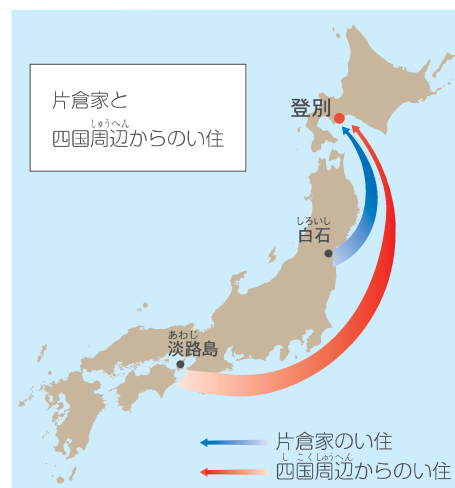 片倉家と
しゅうへん
四国周辺からのい住
登別
しろいし
白石
あわじ
淡路島
片倉家のい住
しこくしゅうへん
四国周辺からのい住